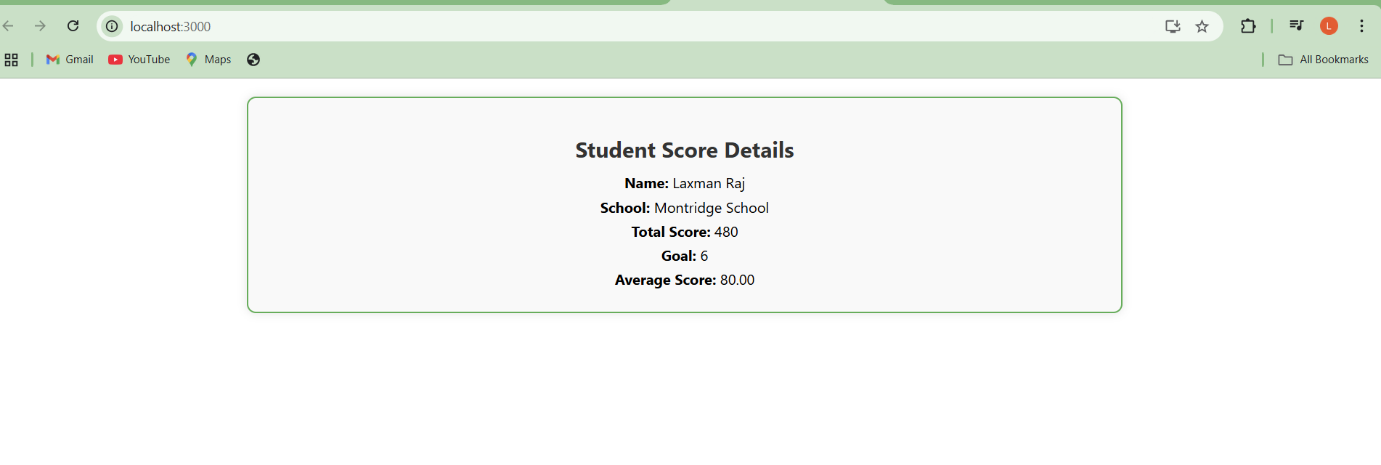 localhost:3000
L
Gmail YouTube Maps All Bookmarks
Student Score Details
Name: Laxman Raj
School: Montridge School
Total Score: 480
Goal: 6
Average Score: 80.00